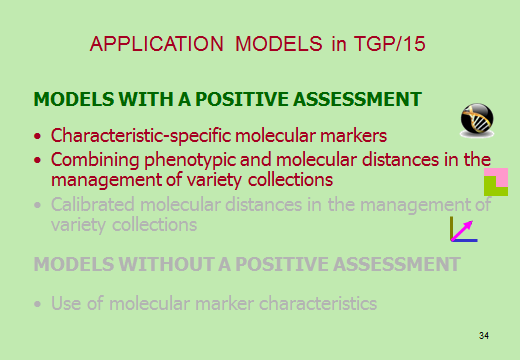 APPLICATION MODELS in TGP/15
MODELS WITH A POSITIVE ASSESSMENT
• Characteristic-specific molecular markers
• Combining phenotypic and molecular distances in the
management of variety collections
• Calibrated molecular distances in the management of
variety collections
MODELS WITHOUT A POSITIVE ASSESSMENT
• Use of molecular marker characteristics
34